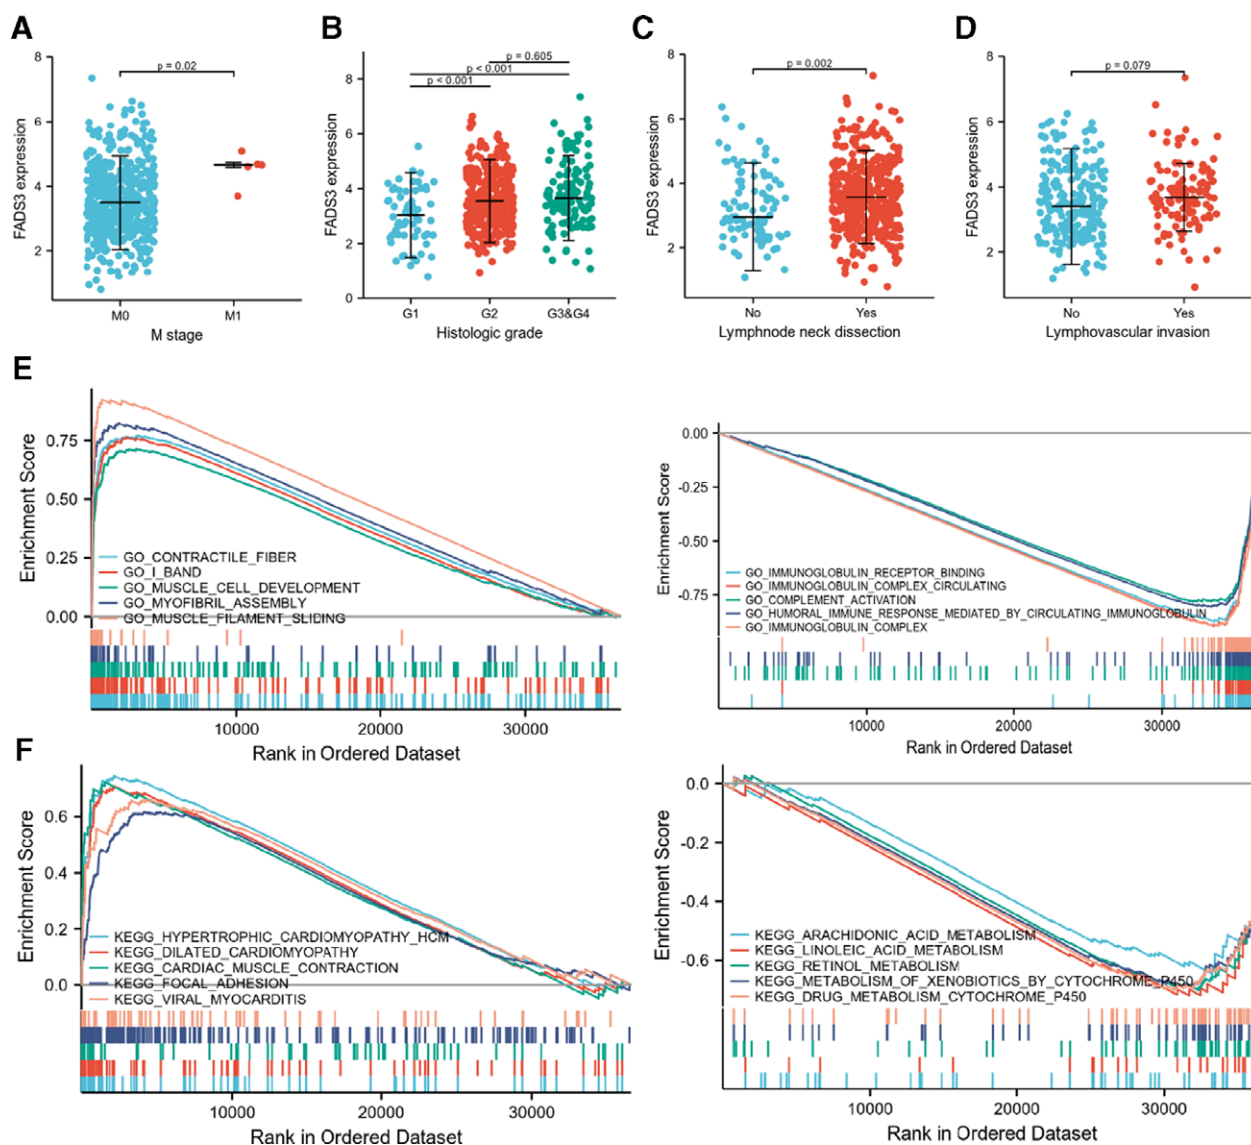 A
8
6
4
2
FADS3 expression
p = 0.02
M0
M1
M stage
B
8
6
4
2
0
FADS3 expression
p = 0.605
p < 0.001
p < 0.001
G1
G2
G3&G4
Histologic grade
C
8
6
4
2
FADS3 expression
p = 0.002
No
Yes
Lymphnode neck dissection
D
8
6
4
2
FADS3 expression
p = 0.079
No
Yes
Lymphovascular invasion
E
0.75
0.50
0.25
0.00
Enrichment Score
GO_CONTRACTILE_FIBER
GO_I_BAND
GO_MUSCLE_CELL_DEVELOPMENT
GO_MYOFIBRIL_ASSEMBLY
GO_MUSCLE_FILAMENT_SLIDING
10000
20000
30000
Rank in Ordered Dataset
0.00
-0.25
-0.50
-0.75
Enrichment Score
GO_IMMUNOGLOBULIN_RECEPTOR_BINDING
GO_IMMUNOGLOBULIN_COMPLEX_CIRCULATING
GO_COMPLEMENT_ACTIVATION
GO_HUMORAL_IMMUNE_RESPONSE_MEDIATED_BY_CIRCULATING_IMMUNOGLOBULIN
GO_IMMUNOGLOBULIN_COMPLEX
10000
20000
30000
Rank in Ordered Dataset
F
0.6
0.4
0.2
0.0
Enrichment Score
KEGG_HYPERTROPHIC_CARDIOMYOPATHY_HCM
KEGG_DILATED_CARDIOMYOPATHY
KEGG_CARDIAC_MUSCLE_CONTRACTION
KEGG_FOCAL_ADHESION
KEGG_VIRAL_MYOCARDITIS
10000
20000
30000
Rank in Ordered Dataset
0.0
-0.2
-0.4
-0.6
Enrichment Score
KEGG_ARACHIDONIC_ACID_METABOLISM
KEGG_LINOLEIC_ACID_METABOLISM
KEGG_RETINOL_METABOLISM
KEGG_METABOLISM_OF_XENOBIOTICS_BY_CYTOCHROME_P450
KEGG_DRUG_METABOLISM_CYTOCHROME_P450
10000
20000
30000
Rank in Ordered Dataset